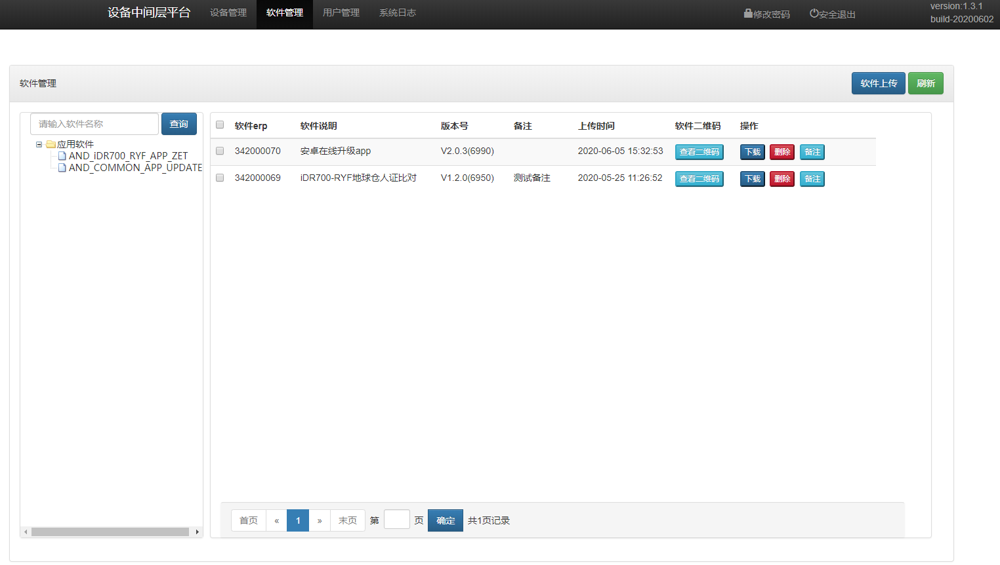 设备中间层平台 设备管理 软件管理 用户管理 系统日志 修改密码 安全退出 version:1.3.1
build-20200602
软件管理 软件上传 刷新
请输入软件名称 查询
应用软件
AND_iDR700_RYF_APP_ZET
AND_COMMON_APP_UPDATE
软件erp 软件说明 版本号 备注 上传时间 软件二维码 操作
342000070 安卓在线升级app V2.0.3(6990) 2020-06-05 15:32:53 查看二维码 下载 删除 备注
342000069 iDR700-RYF地球仓人证比对 V1.2.0(6950) 测试备注 2020-05-25 11:26:52 查看二维码 下载 删除 备注
首页 « 1 » 末页 第 页 确定 共1页记录